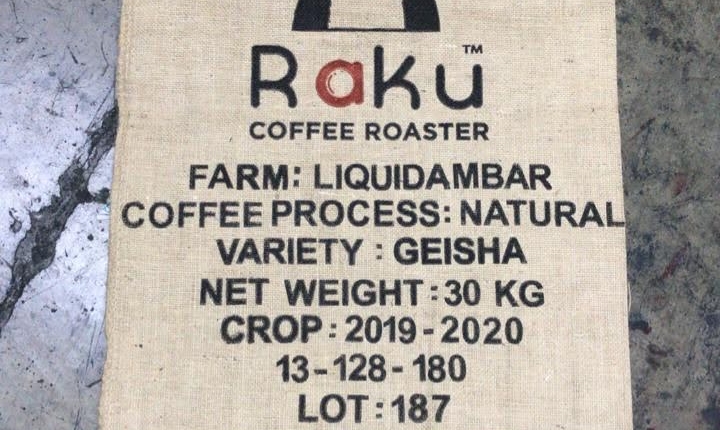 Raku™
COFFEE ROASTER
FARM: LIQUIDAMBAR
COFFEE PROCESS: NATURAL
VARIETY : GEISHA
NET WEIGHT : 30 KG
CROP : 2019 - 2020
13 - 128 - 180
LOT : 187